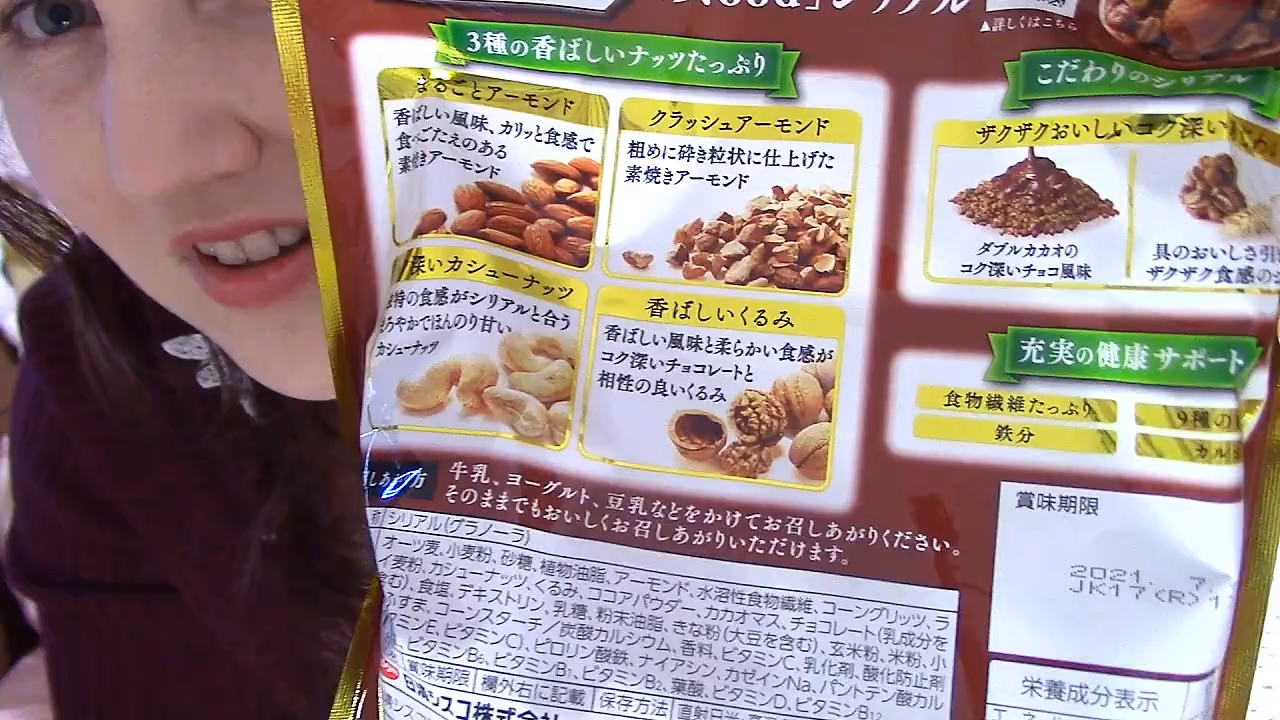 シリアル
▲詳しくはこちら
3種の香ばしいナッツたっぷり
まるごとアーモンド
香ばしい風味、カリッと食感で
食べごたえのある
素焼きアーモンド
クラッシュアーモンド
粗めに砕き粒状に仕上げた
素焼きアーモンド
深いカシューナッツ
特の食感がシリアルと合う
まろやかでほんのり甘い
カシューナッツ
香ばしいくるみ
香ばしい風味と柔らかい食感が
コク深いチョコレートと
相性の良いくるみ
こだわりのシリアル
ザクザクおいしいコク深い
ダブルカカオの
コク深いチョコ風味
具のおいしさ引
ザクザク食感の
充実の健康サポート
食物繊維たっぷり
9種の
鉄分
カル
牛乳、ヨーグルト、豆乳などをかけてお召しあがりください。
そのままでもおいしくお召しあがりいただけます。
シリアル(グラノーラ)
オーツ麦、小麦粉、砂糖、植物油脂、アーモンド、水溶性食物繊維、コーングリッツ、ラ
イ麦粉、カシューナッツ、くるみ、ココアパウダー、カカオマス、チョコレート(乳成分を
含む)、食塩、デキストリン、乳糖、粉末油脂、きな粉(大豆を含む)、玄米粉、米粉、小
ふすま、コーンスターチ/炭酸カルシウム、香料、ビタミンC、乳化剤、酸化防止剤
ミンE、ビタミンC)、ピロリン酸鉄、ナイアシン、カゼインNa、パントテン酸カル
、ビタミンB₆、ビタミンB₁、ビタミンB₂、葉酸、ビタミンD、ビタミンB₁₂
賞味期限 欄外右に記載 保存方法
日清シスコ株式会社
賞味期限
2021. 7.
JK17(R)1
栄養成分表示